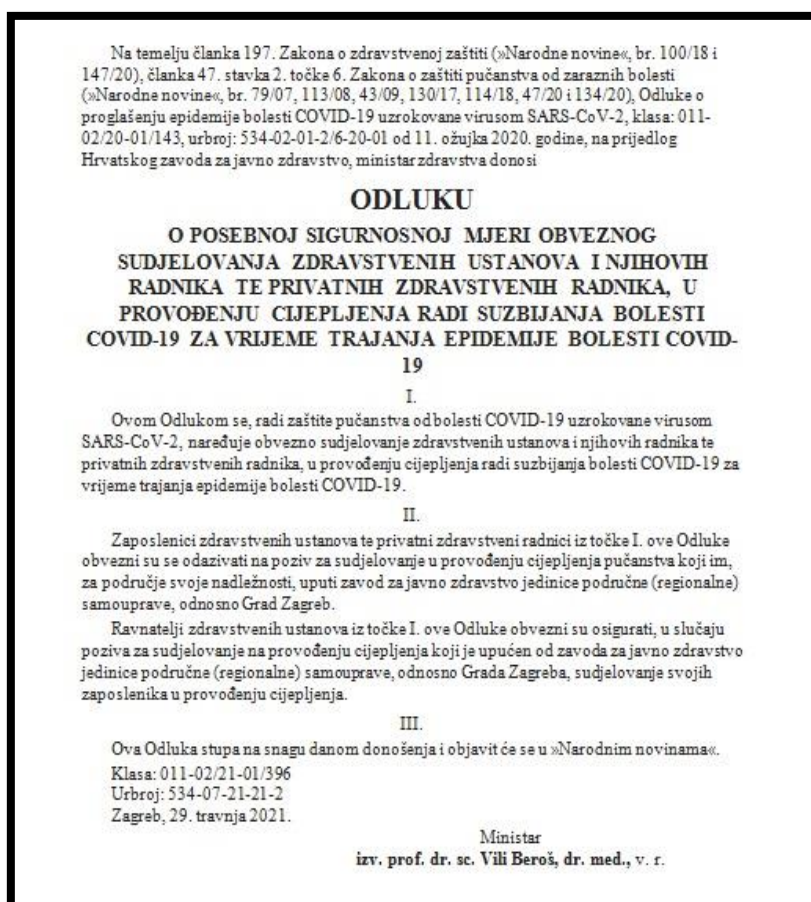 Na temelju članka 197. Zakona o zdravstvenoj zaštiti (»Narodne novine«, br. 100/18 i
147/20), članka 47. stavka 2. točke 6. Zakona o zaštiti pučanstva od zaraznih bolesti
(»Narodne novine«, br. 79/07, 113/08, 43/09, 130/17, 114/18, 47/20 i 134/20), Odluke o
proglašenju epidemije bolesti COVID-19 uzrokovane virusom SARS-CoV-2, klasa: 011-
02/20-01/143, urbroj: 534-02-01-2/6-20-01 od 11. ožujka 2020. godine, na prijedlog
Hrvatskog zavoda za javno zdravstvo, ministar zdravstva donosi
ODLUKU
O POSEBNOJ SIGURNOSNOJ MJERI OBVEZNOG
SUDJELOVANJA ZDRAVSTVENIH USTANOVA I NJIHOVIH
RADNIKA TE PRIVATNIH ZDRAVSTVENIH RADNIKA, U
PROVOĐENJU CIJEPLJENJA RADI SUZBIJANJA BOLESTI
COVID-19 ZA VRIJEME TRAJANJA EPIDEMIJE BOLESTI COVID-
19
I.
Ovom Odlukom se, radi zaštite pučanstva od bolesti COVID-19 uzrokovane virusom
SARS-CoV-2, naređuje obvezno sudjelovanje zdravstvenih ustanova i njihovih radnika te
privatnih zdravstvenih radnika, u provođenju cijepljenja radi suzbijanja bolesti COVID-19 za
vrijeme trajanja epidemije bolesti COVID-19.
II.
Zaposlenici zdravstvenih ustanova te privatni zdravstveni radnici iz točke I. ove Odluke
obvezni su se odazivati na poziv za sudjelovanje u provođenju cijepljenja pučanstva koji im,
za područje svoje nadležnosti, uputi zavod za javno zdravstvo jedinice područne (regionalne)
samouprave, odnosno Grad Zagreb.
Ravnatelji zdravstvenih ustanova iz točke I. ove Odluke obvezni su osigurati, u slučaju
poziva za sudjelovanje na provođenju cijepljenja koji je upućen od zavoda za javno zdravstvo
jedinice područne (regionalne) samouprave, odnosno Grada Zagreba, sudjelovanje svojih
zaposlenika u provođenju cijepljenja.
III.
Ova Odluka stupa na snagu danom donošenja i objavit će se u »Narodnim novinama«.
Klasa: 011-02/21-01/396
Urbroj: 534-07-21-21-2
Zagreb, 29. travnja 2021.
Ministar
izv. prof. dr. sc. Vili Beroš, dr. med., v. r.